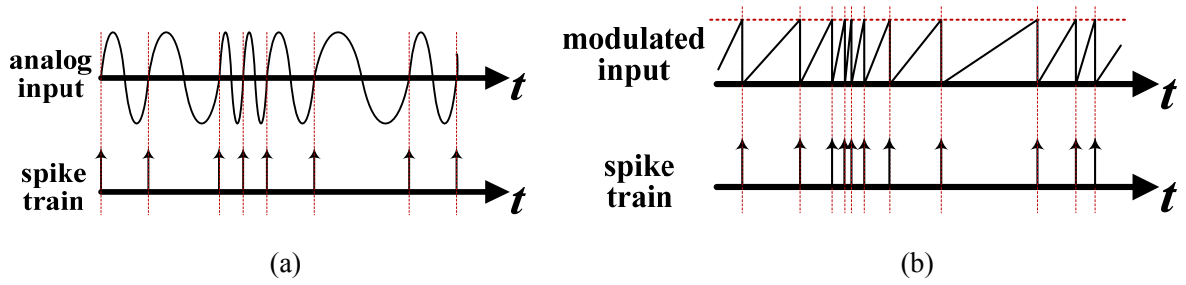 analog
input
t
spike
train
t
(a)
modulated
input
t
spike
train
t
(b)